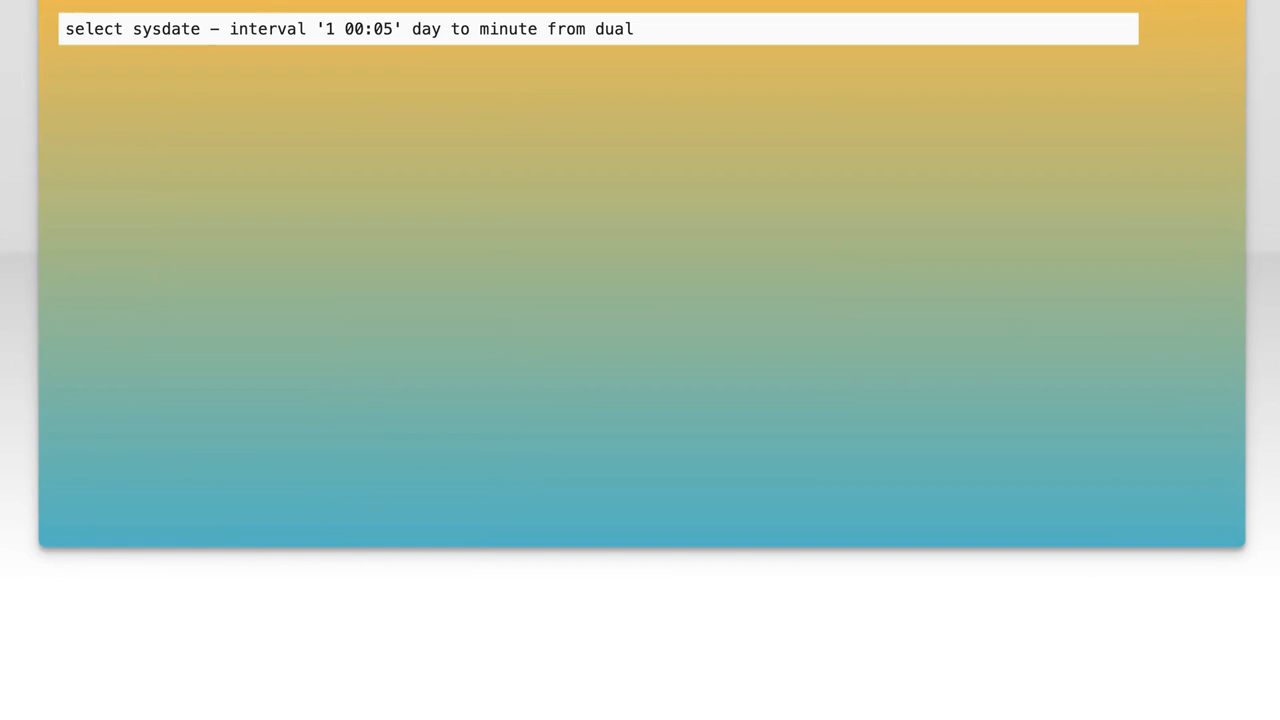 select sysdate – interval '1 00:05' day to minute from dual